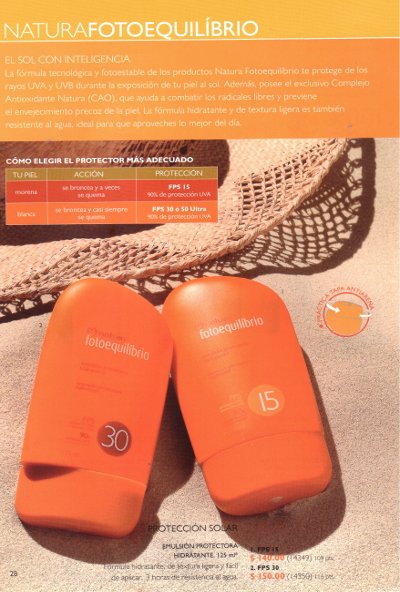 NATURAFOTOEQUILÍBRIO
EL SOL CON INTELIGENCIA
La fórmula tecnológica y fotoestable de los productos Natura Fotoequilíbrio te protege de los
rayos UVA y UVB durante la exposición de tu piel al sol. Además, posee el exclusivo Complejo
Antioxidante Natura (CAO), que ayuda a combatir los radicales libres y previene
el envejecimiento precoz de la piel. La fórmula hidratante y de textura ligera es también
resistente al agua, ideal para que aproveches lo mejor del día.
CÓMO ELEGIR EL PROTECTOR MÁS ADECUADO
TU PIEL ACCIÓN PROTECCIÓN
morena se broncea y a veces se quema FPS 15 90% de protección UVA
blanca se broncea y casi siempre se quema FPS 30 ó 50 Ultra 90% de protección UVA
TAPA
2
1
fotoequilíbrio
30
fotoequilíbrio
15
PROTECCIÓN SOLAR
EMULSIÓN PROTECTORA
HIDRATANTE, 125 ml
Fórmula hidratante, de textura ligera y fácil
de aplicar. 3 horas de resistencia al agua.
1. FPS 15
$ 140.00 (14349)
2. FPS 30
$ 150.00 (14350)
28